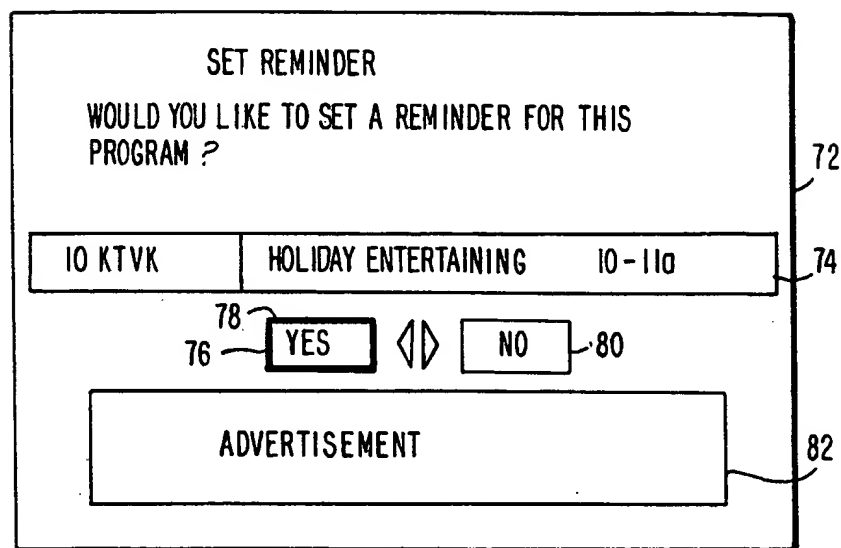 SET REMINDER
WOULD YOU LIKE TO SET A REMINDER FOR THIS
PROGRAM ?
72
10 KTVK HOLIDAY ENTERTAINING 10-11a
74
78
76 YES NO 80
ADVERTISEMENT
82